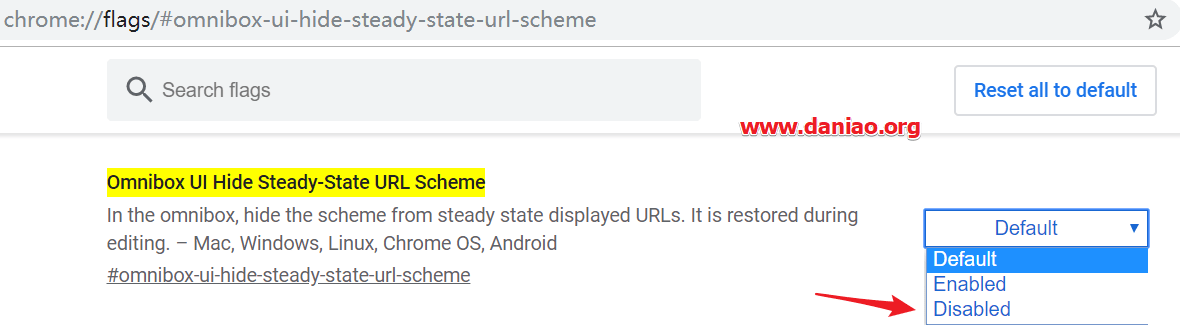 chrome://flags/#omnibox-ui-hide-steady-state-url-scheme
Search flags
Reset all to default
www.daniao.org
Omnibox UI Hide Steady-State URL Scheme
In the omnibox, hide the scheme from steady state displayed URLs. It is restored during
editing. – Mac, Windows, Linux, Chrome OS, Android
#omnibox-ui-hide-steady-state-url-scheme
Default
Default
Enabled
Disabled